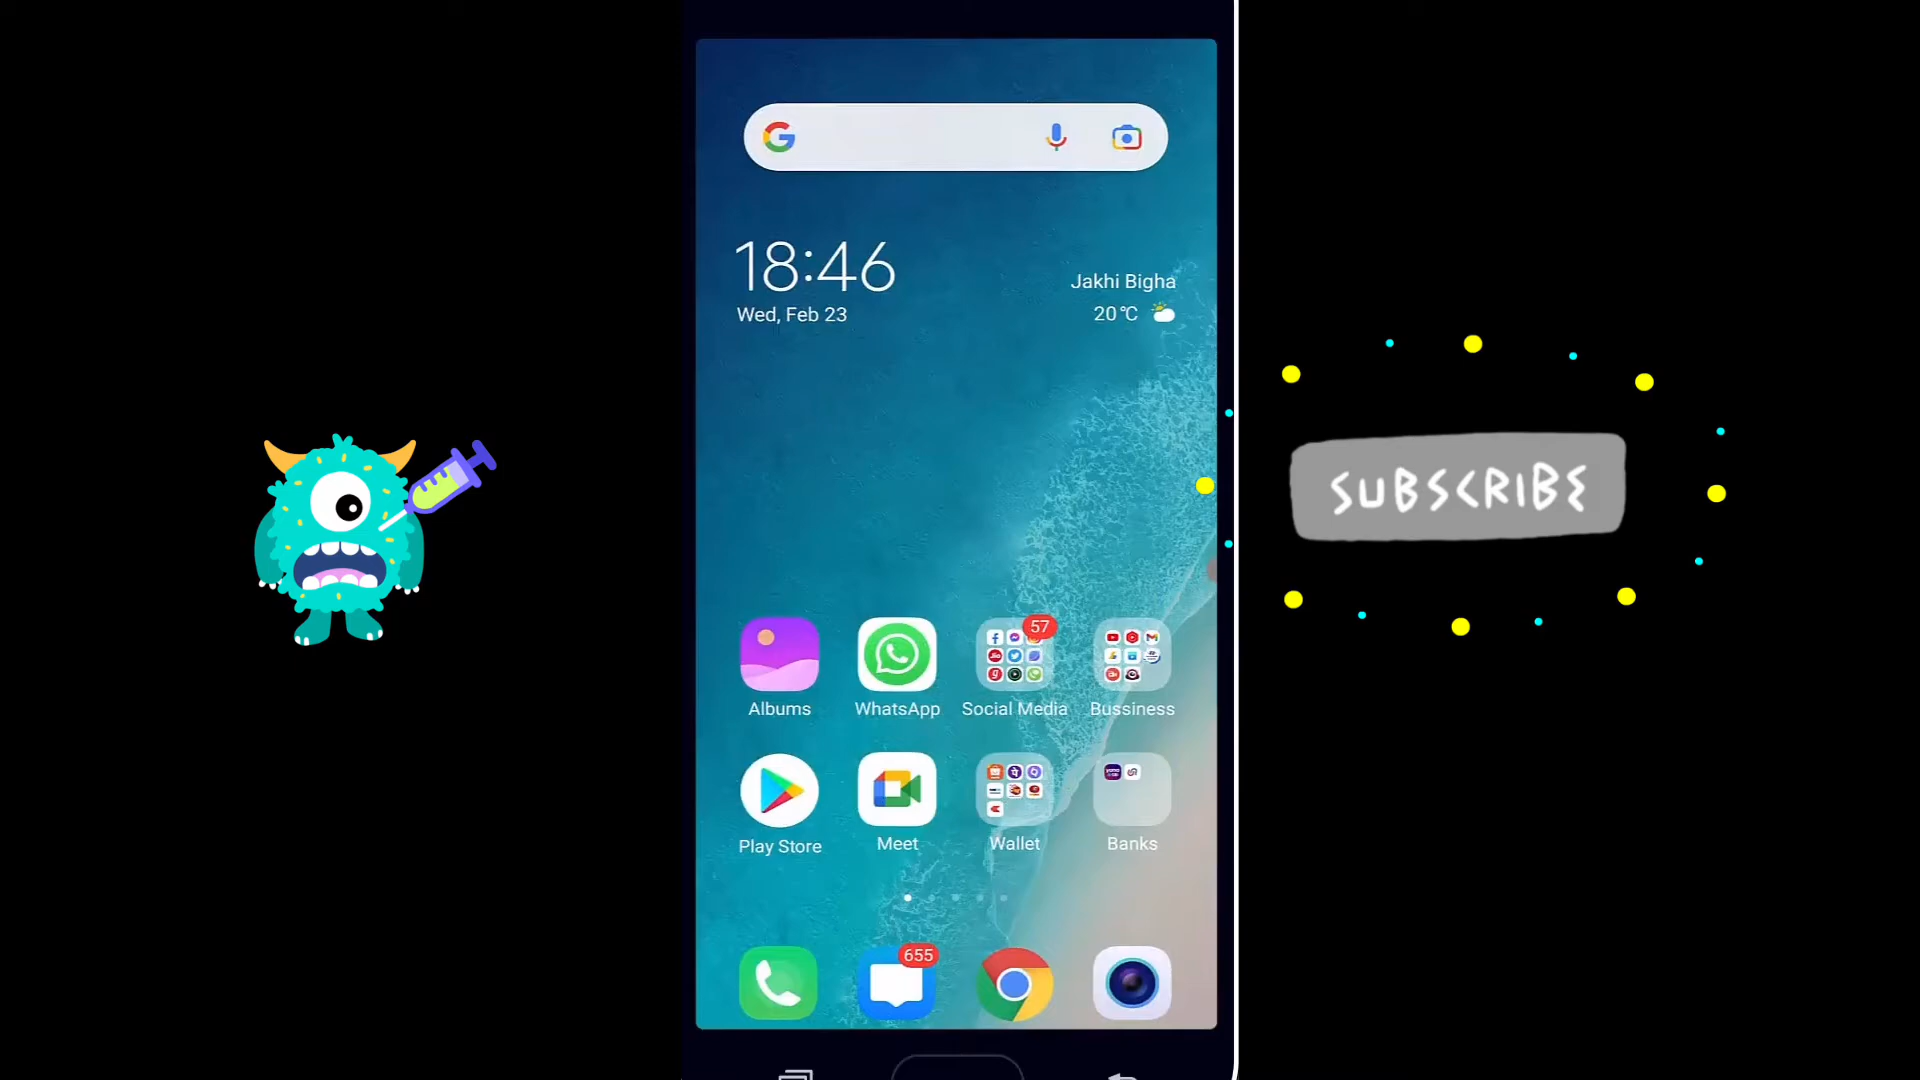 18:46
Wed, Feb 23
Jakhi Bigha
20°C
SUBSCRIBE
57
Albums
WhatsApp
Social Media
Bussiness
Play Store
Meet
Wallet
Banks
655